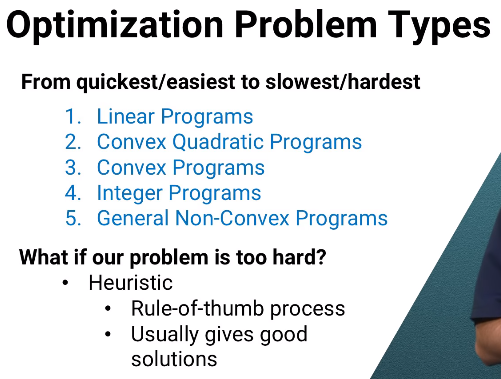 Optimization Problem Types
From quickest/easiest to slowest/hardest
1. Linear Programs
2. Convex Quadratic Programs
3. Convex Programs
4. Integer Programs
5. General Non-Convex Programs
What if our problem is too hard?
• Heuristic
• Rule-of-thumb process
• Usually gives good
solutions